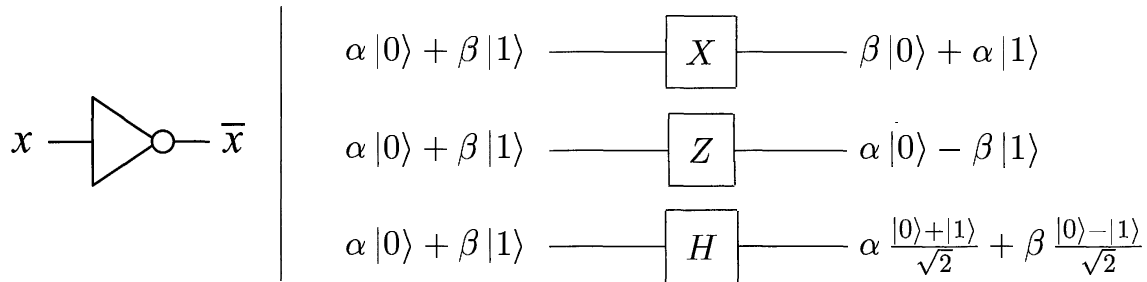 α|0⟩ + β|1⟩ X β|0⟩ + α|1⟩
x x̅ α|0⟩ + β|1⟩ Z α|0⟩ − β|1⟩
α|0⟩ + β|1⟩ H α (|0⟩+|1⟩)/√2 + β (|0⟩−|1⟩)/√2